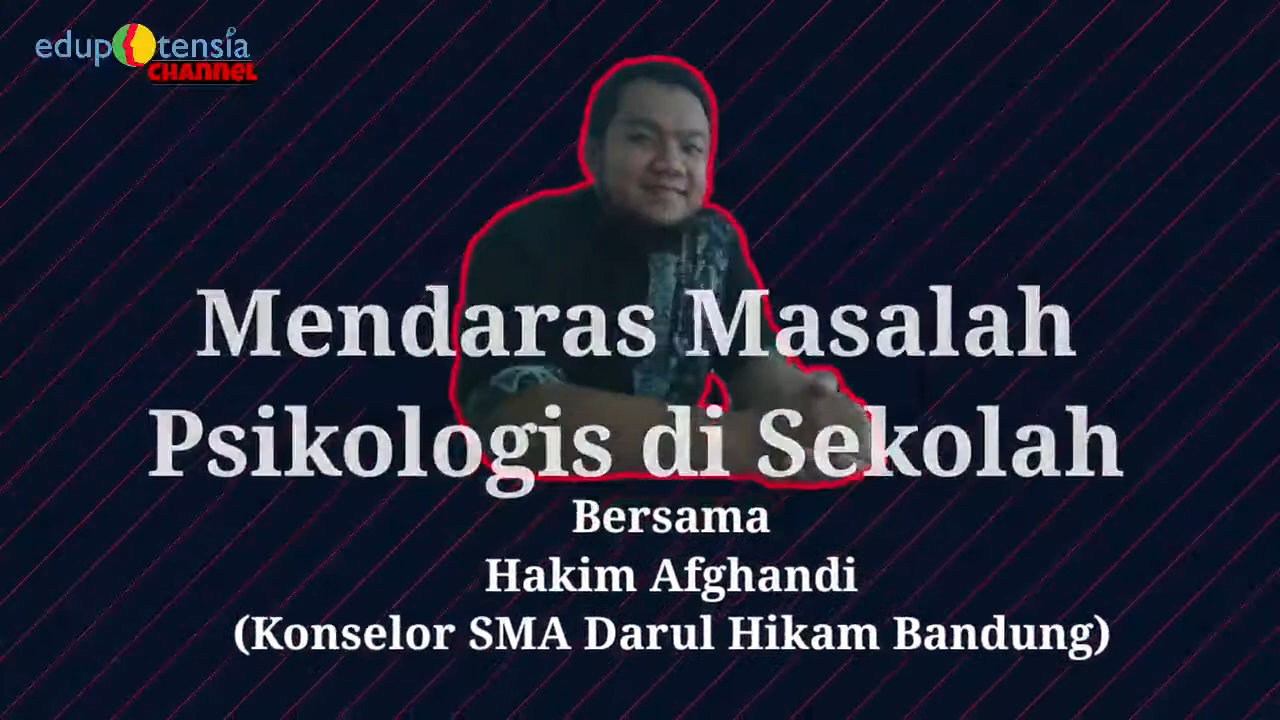 edupotensia
CHANNEL
Mendaras Masalah
Psikologis di Sekolah
Bersama
Hakim Afghandi
(Konselor SMA Darul Hikam Bandung)